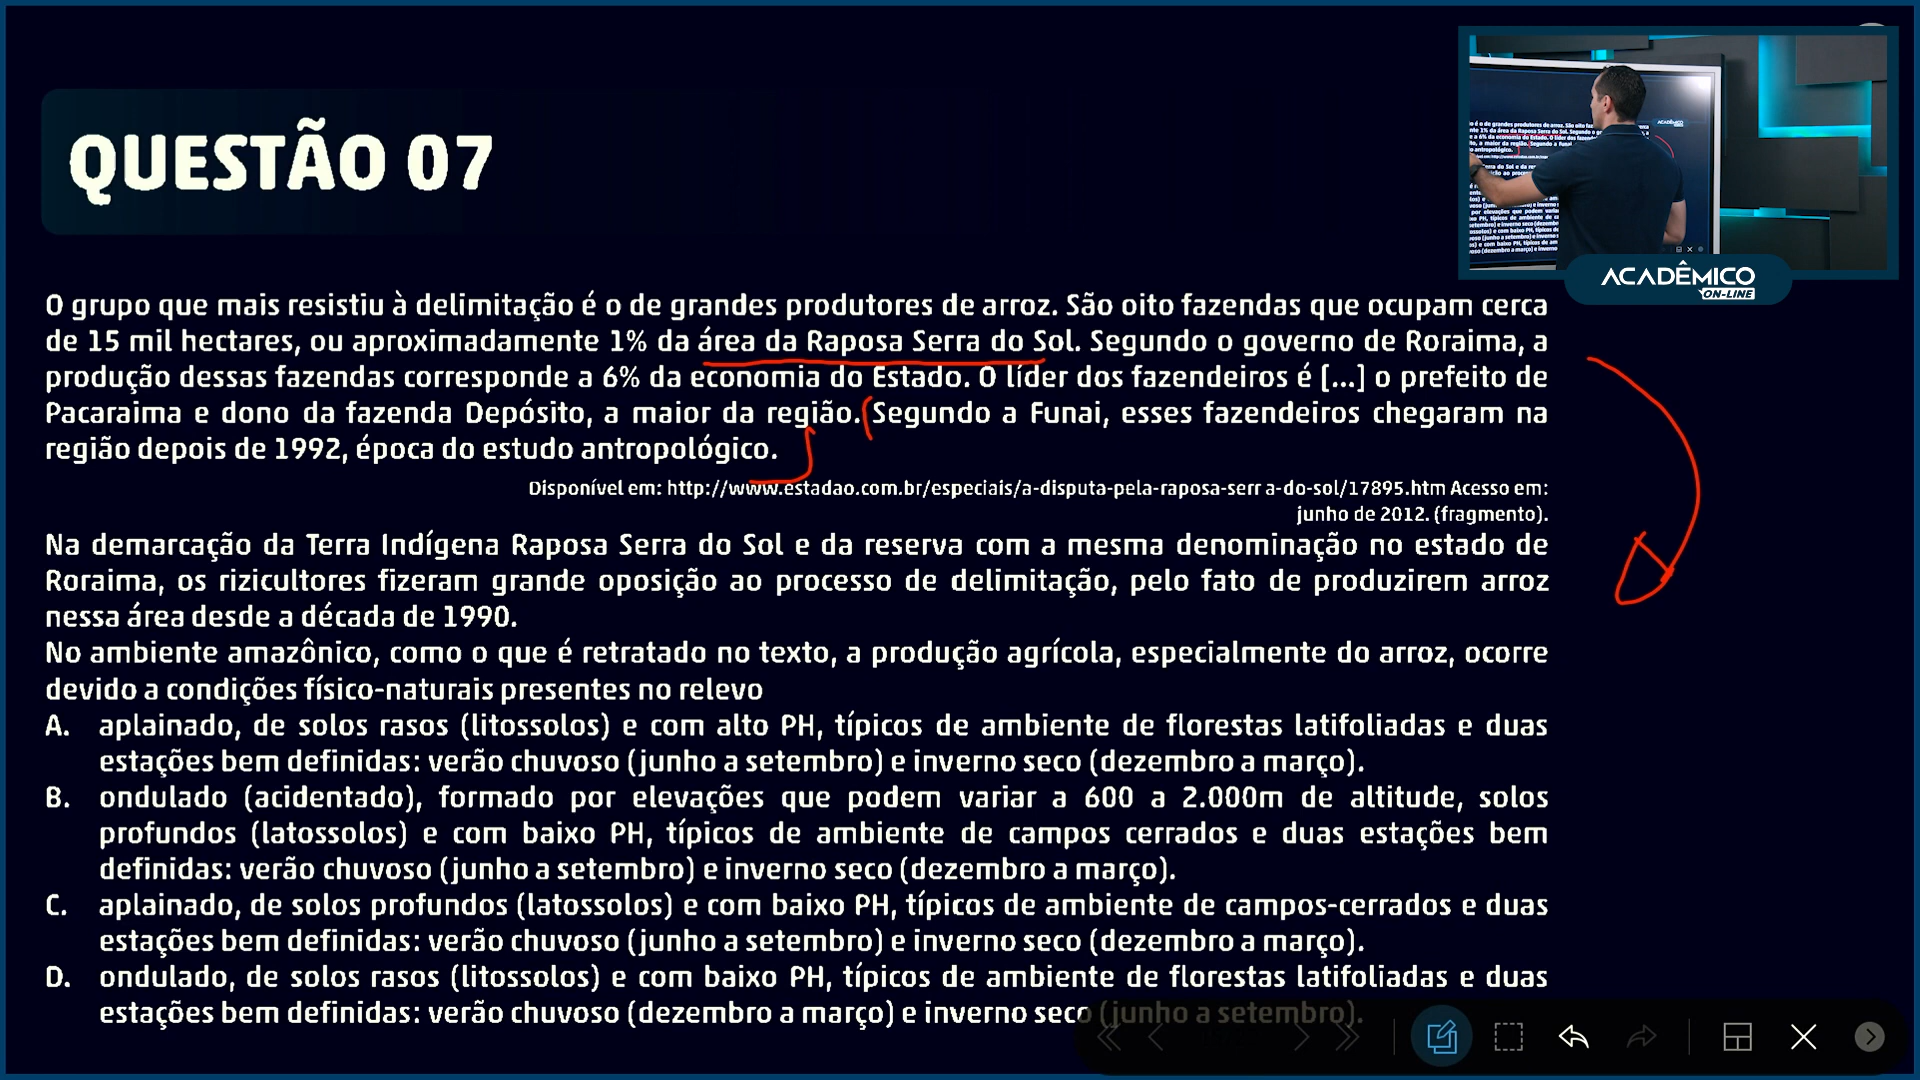 QUESTÃO 07
ACADÊMICO
ON-LINE
O grupo que mais resistiu à delimitação é o de grandes produtores de arroz. São oito fazendas que ocupam cerca
de 15 mil hectares, ou aproximadamente 1% da área da Raposa Serra do Sol. Segundo o governo de Roraima, a
produção dessas fazendas corresponde a 6% da economia do Estado. O líder dos fazendeiros é [...] o prefeito de
Pacaraima e dono da fazenda Depósito, a maior da região. Segundo a Funai, esses fazendeiros chegaram na
região depois de 1992, época do estudo antropológico.
Disponível em: http://www.estadao.com.br/especiais/a-disputa-pela-raposa-serr a-do-sol/17895.htm Acesso em:
junho de 2012. (fragmento).
Na demarcação da Terra Indígena Raposa Serra do Sol e da reserva com a mesma denominação no estado de
Roraima, os rizicultores fizeram grande oposição ao processo de delimitação, pelo fato de produzirem arroz
nessa área desde a década de 1990.
No ambiente amazônico, como o que é retratado no texto, a produção agrícola, especialmente do arroz, ocorre
devido a condições físico-naturais presentes no relevo
A. aplainado, de solos rasos (litossolos) e com alto PH, típicos de ambiente de florestas latifoliadas e duas
estações bem definidas: verão chuvoso (junho a setembro) e inverno seco (dezembro a março).
B. ondulado (acidentado), formado por elevações que podem variar a 600 a 2.000m de altitude, solos
profundos (latossolos) e com baixo PH, típicos de ambiente de campos cerrados e duas estações bem
definidas: verão chuvoso (junho a setembro) e inverno seco (dezembro a março).
C. aplainado, de solos profundos (latossolos) e com baixo PH, típicos de ambiente de campos-cerrados e duas
estações bem definidas: verão chuvoso (junho a setembro) e inverno seco (dezembro a março).
D. ondulado, de solos rasos (litossolos) e com baixo PH, típicos de ambiente de florestas latifoliadas e duas
estações bem definidas: verão chuvoso (dezembro a março) e inverno seco (junho a setembro).